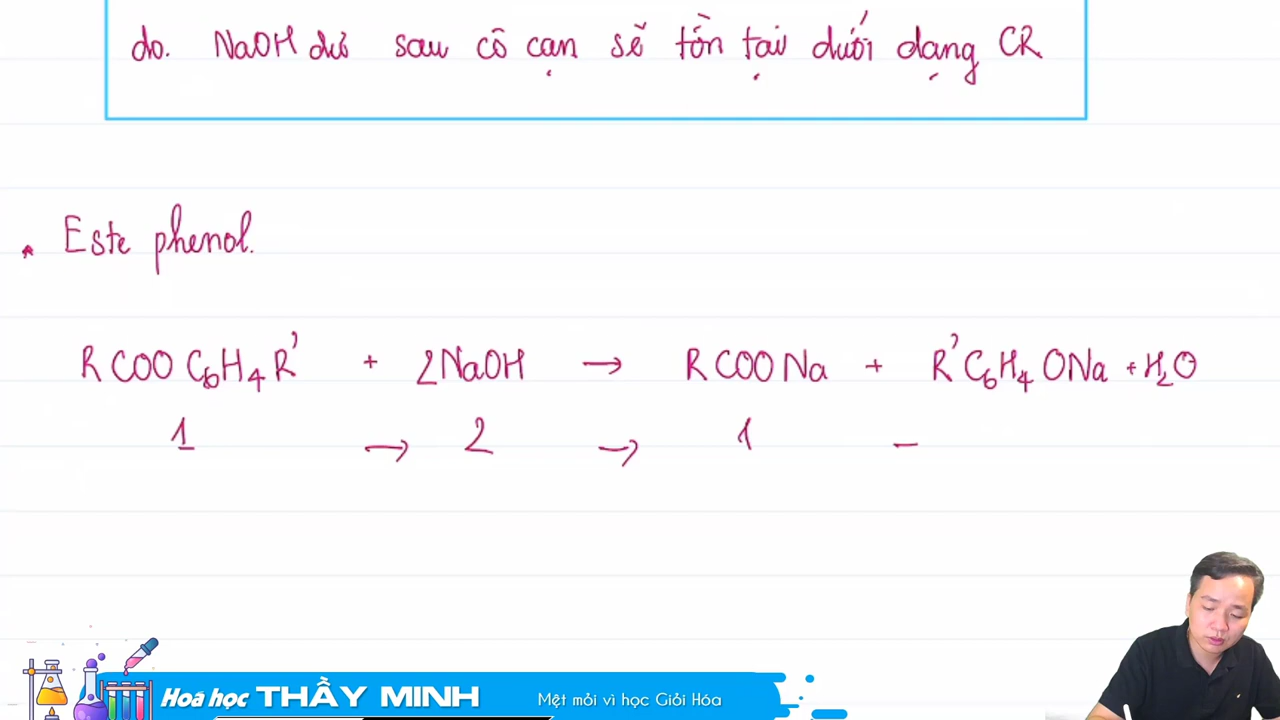 do. NaOH dư sau cô cạn sẽ tồn tại dưới dạng CR
* Este phenol.
RCOOC₆H₄R' + 2NaOH → RCOONa + R'C₆H₄ONa + H₂O
1 → 2 → 1 –
Hoá học THẦY MINH Mệt mỏi vì học Giỏi Hóa